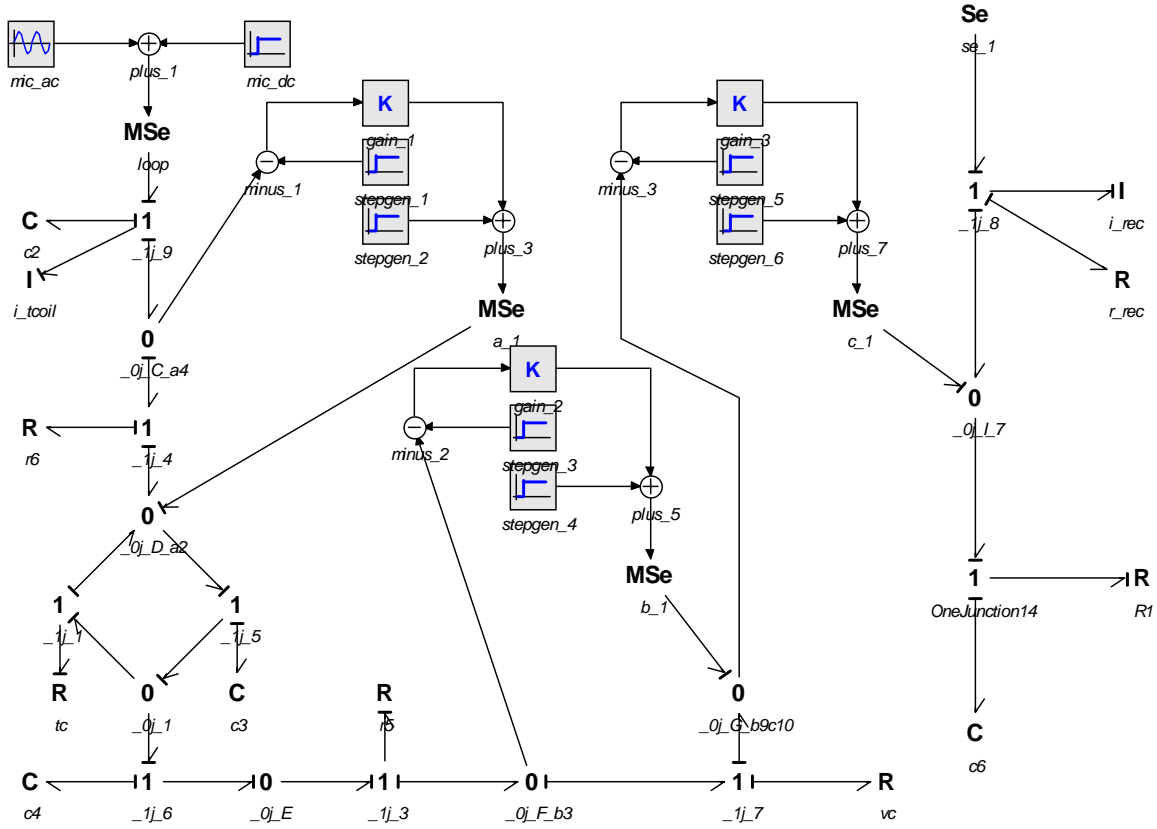 Se
se_1
mic_ac
plus_1
mic_dc
K
gain_1
K
gain_3
MSe
loop
minus_1
stepgen_1
minus_3
stepgen_5
C
c2
1
_1j_9
stepgen_2
plus_3
stepgen_6
plus_7
1
_1j_8
I
i_rec
I
i_tcoil
R
r_rec
MSe
a_1
MSe
c_1
0
_0j_C_a4
K
gain_2
0
_0j_I_7
R
r6
1
_1j_4
minus_2
stepgen_3
stepgen_4
plus_5
0
_0j_D_a2
MSe
b_1
1
_1j_1
1
_1j_5
1
OneJunction14
R
R1
R
tc
0
_0j_1
C
c3
R
r5
0
_0j_G_b9c10
C
c6
C
c4
1
_1j_6
0
_0j_E
1
_1j_3
0
_0j_F_b3
1
_1j_7
R
vc